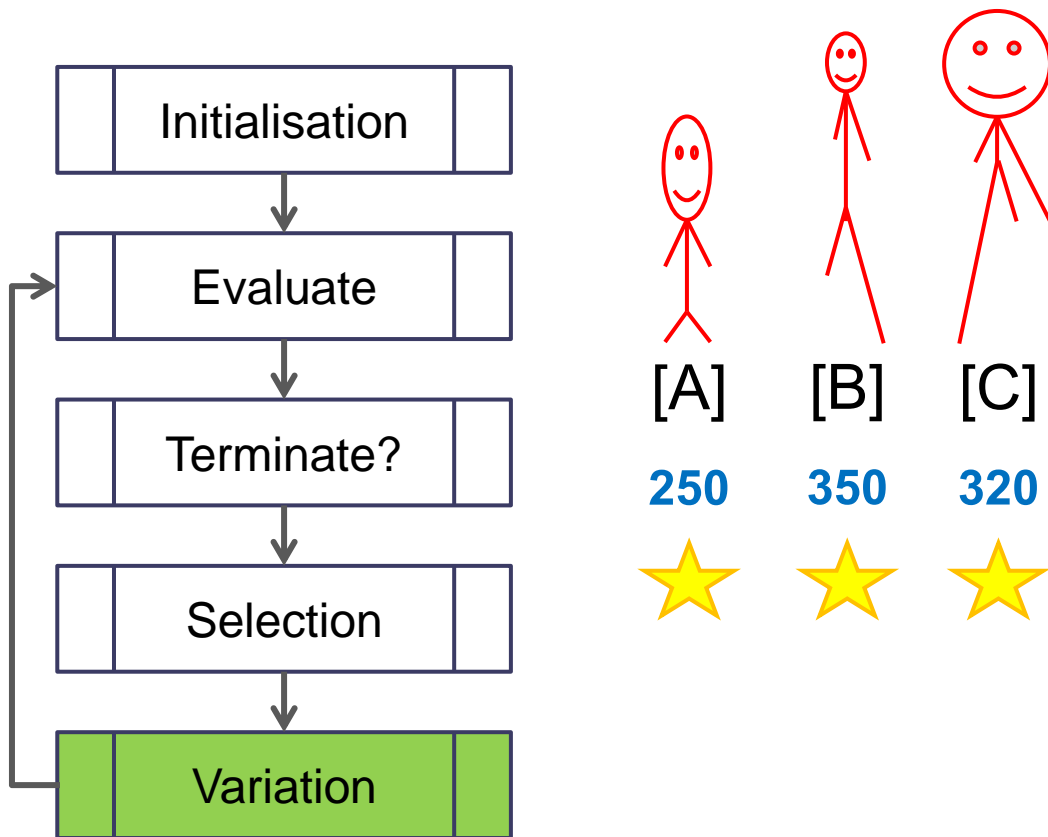 Initialisation
Evaluate
Terminate?
Selection
Variation
[A] [B] [C]
250 350 320